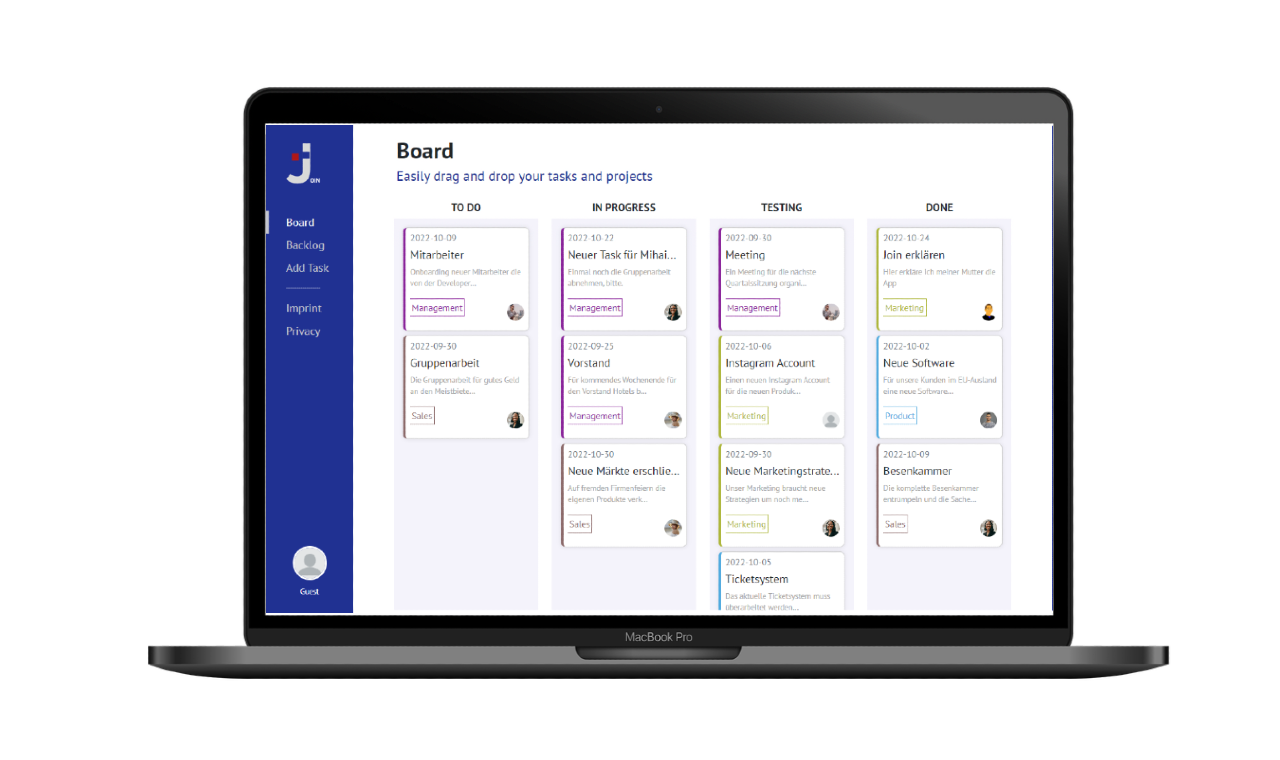 J
OIN
Board
Backlog
Add Task
Imprint
Privacy
Guest
Board
Easily drag and drop your tasks and projects
TO DO
2022-10-09
Mitarbeiter
Onboarding neuer Mitarbeiter die
von der Developer...
Management
2022-09-30
Gruppenarbeit
Die Gruppenarbeit für gutes Geld
an den Meistbiete...
Sales
IN PROGRESS
2022-10-22
Neuer Task für Mihai...
Einmal noch die Gruppenarbeit
abnehmen, bitte.
Management
2022-09-25
Vorstand
Für kommendes Wochenende für
den Vorstand Hotels b...
Management
2022-10-30
Neue Märkte erschlie...
Auf fremden Firmenfeiern die
eigenen Produkte verk...
Sales
TESTING
2022-09-30
Meeting
Ein Meeting für die nächste
Quartalssitzung organi...
Management
2022-10-06
Instagram Account
Einen neuen Instagram Account
für die neuen Produk...
Marketing
2022-09-30
Neue Marketingstrate...
Unser Marketing braucht neue
Strategien um noch me...
Marketing
2022-10-05
Ticketsystem
Das aktuelle Ticketsystem muss
überarbeitet werden...
DONE
2022-10-24
Join erklären
Hier erkläre ich meiner Mutter die
App
Marketing
2022-10-02
Neue Software
Für unsere Kunden im EU-Ausland
eine neue Software...
Product
2022-10-09
Besenkammer
Die komplette Besenkammer
entrümpeln und die Sache...
Sales
MacBook Pro